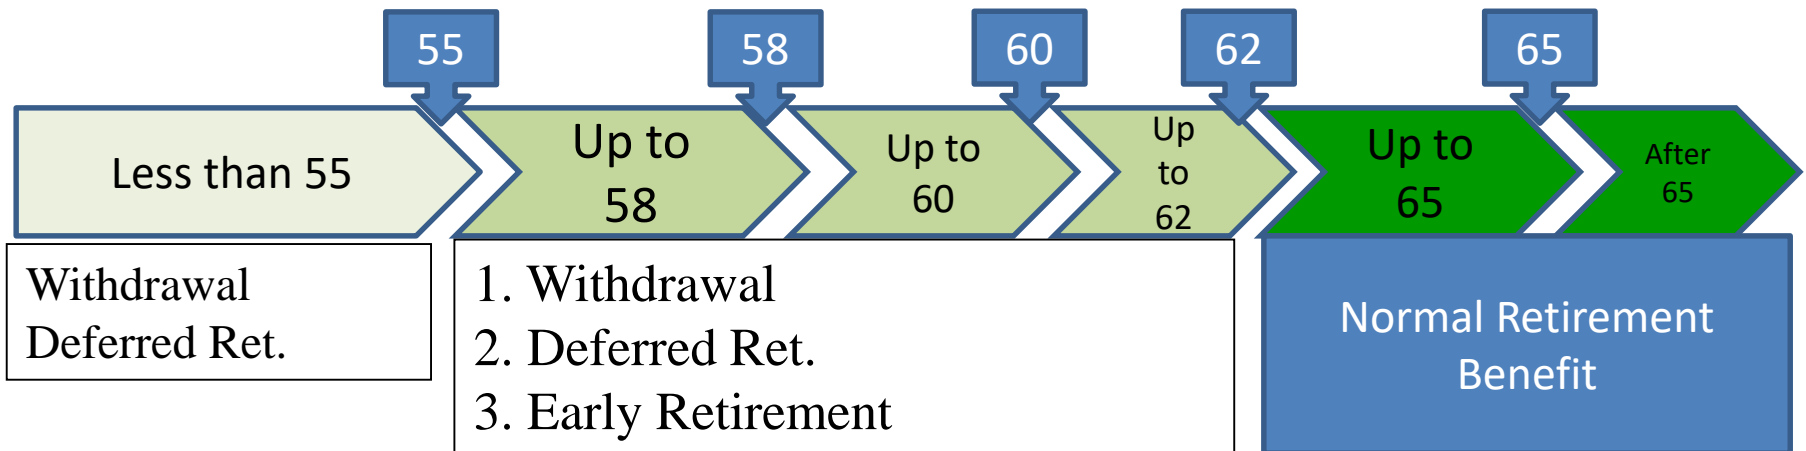 55
58
60
62
65
Less than 55
Up to
58
Up to
60
Up
to
62
Up to
65
After
65
Withdrawal
Deferred Ret.
1. Withdrawal
2. Deferred Ret.
3. Early Retirement
Normal Retirement
Benefit